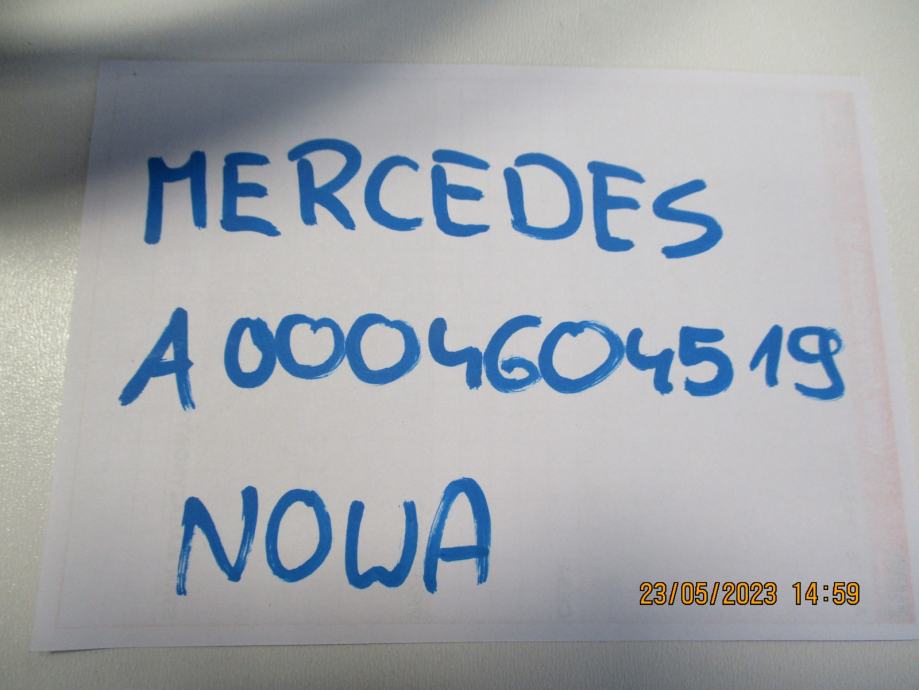 MERCEDES
A0004604519
NOWA
23/05/2023 14:59